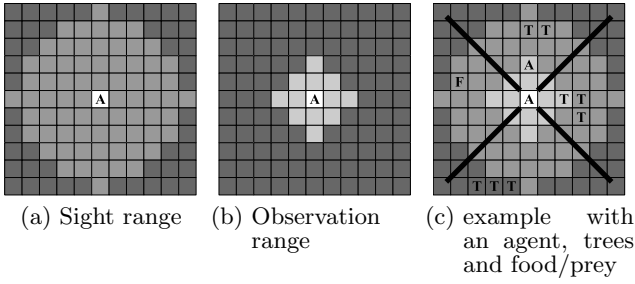 A
A
T T
A
F
A T T
T
T T T
(a) Sight range
(b) Observation
range
(c) example with
an agent, trees
and food/prey